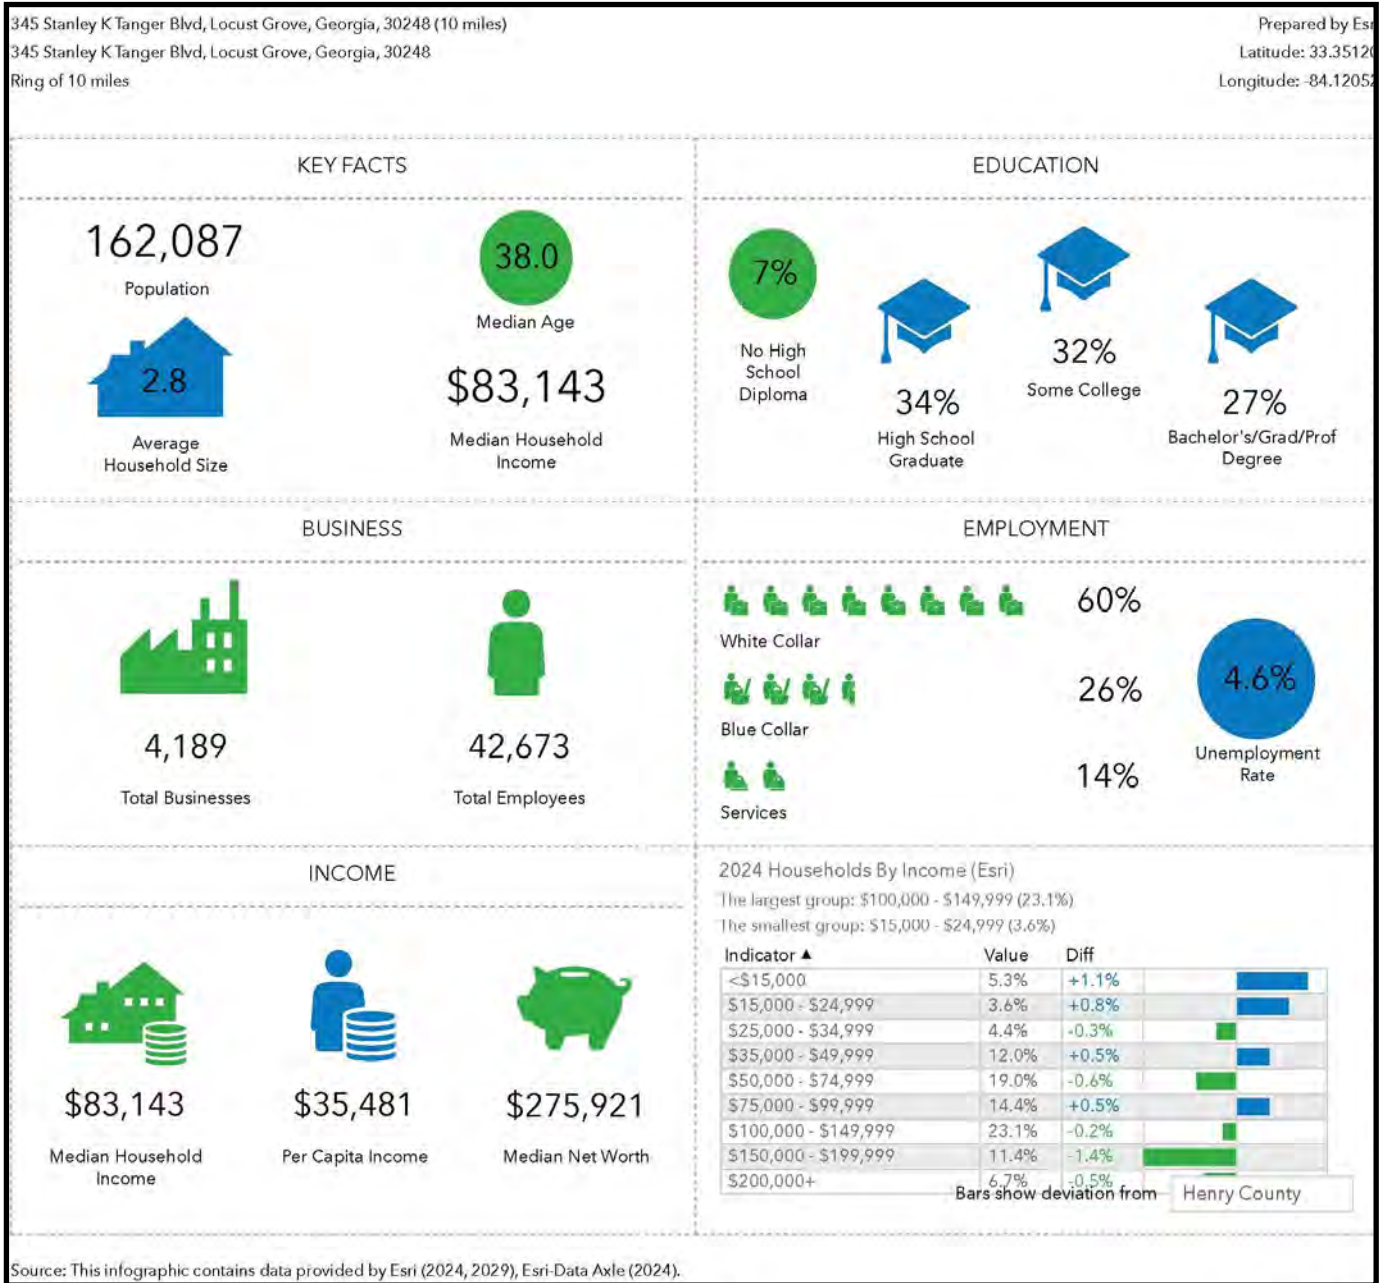 345 Stanley K Tanger Blvd, Locust Grove, Georgia, 30248 (10 miles)
345 Stanley K Tanger Blvd, Locust Grove, Georgia, 30248
Ring of 10 miles
Prepared by Esr
Latitude: 33.35120
Longitude: -84.12052
KEY FACTS
162,087
Population
38.0
Median Age
2.8
Average
Household Size
$83,143
Median Household
Income
EDUCATION
7%
No High
School
Diploma
34%
High School
Graduate
32%
Some College
27%
Bachelor's/Grad/Prof
Degree
BUSINESS
4,189
Total Businesses
42,673
Total Employees
EMPLOYMENT
60%
White Collar
26%
Blue Collar
14%
Services
4.6%
Unemployment
Rate
INCOME
$83,143
Median Household
Income
$35,481
Per Capita Income
$275,921
Median Net Worth
2024 Households By Income (Esri)
The largest group: $100,000 - $149,999 (23.1%)
The smallest group: $15,000 - $24,999 (3.6%)
Indicator ▲ Value Diff
<$15,000 5.3% +1.1%
$15,000 - $24,999 3.6% +0.8%
$25,000 - $34,999 4.4% -0.3%
$35,000 - $49,999 12.0% +0.5%
$50,000 - $74,999 19.0% -0.6%
$75,000 - $99,999 14.4% +0.5%
$100,000 - $149,999 23.1% -0.2%
$150,000 - $199,999 11.4% -1.4%
$200,000+ 6.7% -0.5%
Bars show deviation from Henry County
Source: This infographic contains data provided by Esri (2024, 2029), Esri-Data Axle (2024).